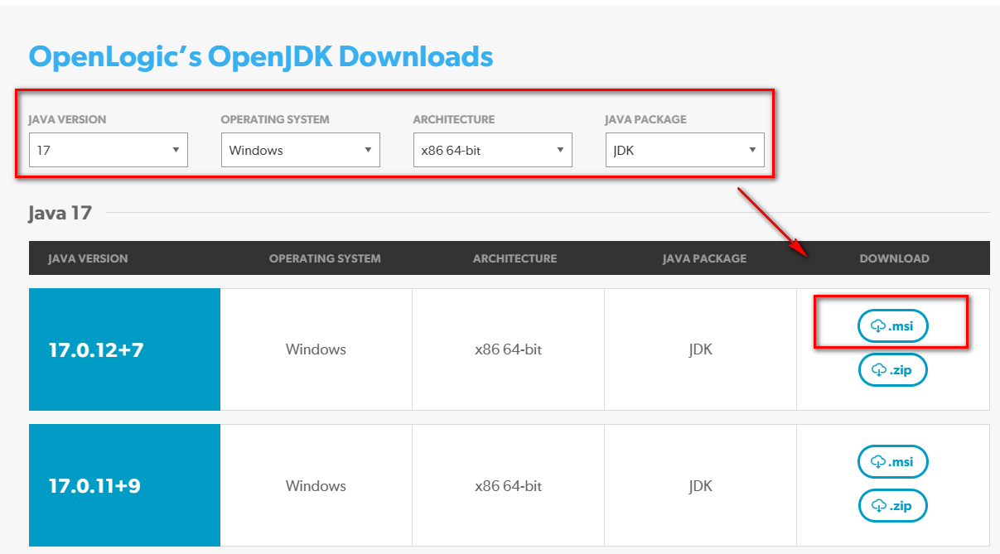 OpenLogic's OpenJDK Downloads
JAVA VERSION OPERATING SYSTEM ARCHITECTURE JAVA PACKAGE
17 Windows x86 64-bit JDK
Java 17
JAVA VERSION OPERATING SYSTEM ARCHITECTURE JAVA PACKAGE DOWNLOAD
.msi
17.0.12+7 Windows x86 64-bit JDK
.zip
.msi
17.0.11+9 Windows x86 64-bit JDK
.zip